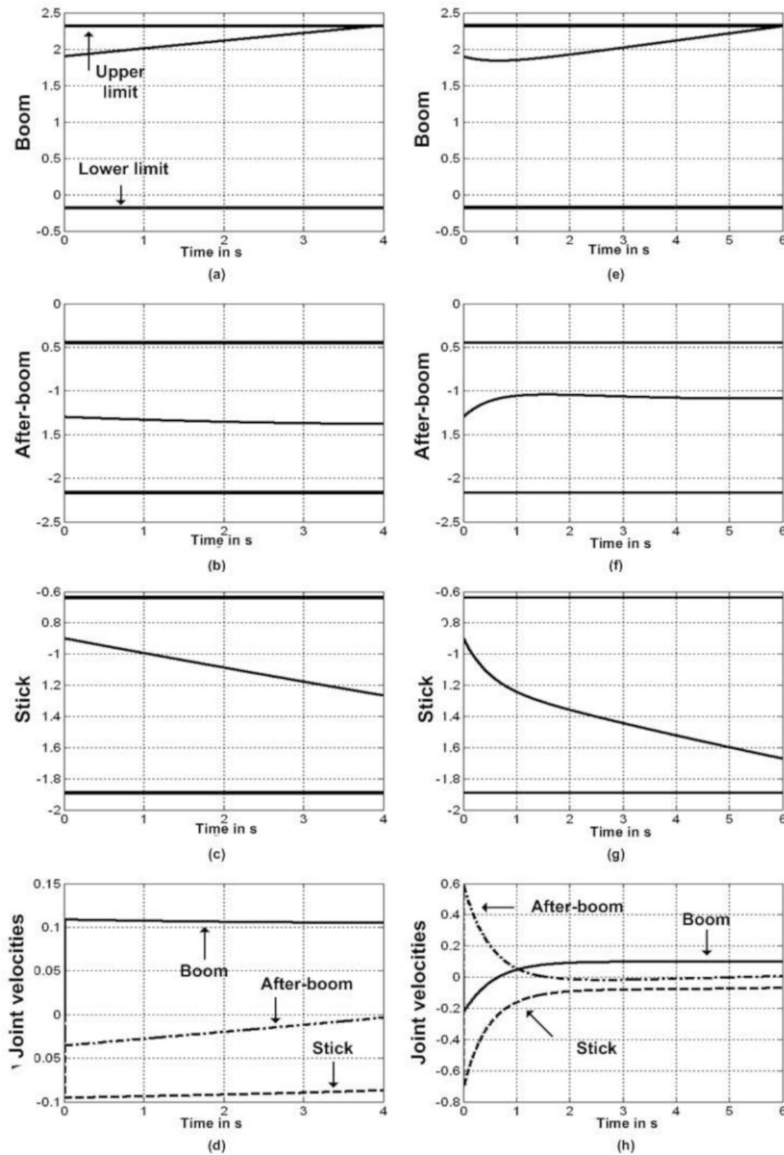 2.5
2
1.5
1
0.5
0
-0.5
Boom
Upper
limit
Lower limit
0 1 2 3 4
Time in s
(a)
2.5
2
1.5
1
0.5
0
-0.5
Boom
0 1 2 3 4 5 6
Time in s
(e)
0
0.5
-1
1.5
-2
-2.5
After-boom
0 1 2 3 4
Time in s
(b)
0
0.5
-1
1.5
-2
-2.5
After-boom
0 1 2 3 4 5 6
Time in s
(f)
-0.6
0.8
-1
1.2
1.4
1.6
-1.8
-2
Stick
0 1 2 3 4
Time in s
(c)
-0.6
0.8
-1
1.2
1.4
1.6
-1.8
-2
Stick
0 1 2 3 4 5 6
Time in s
(g)
0.15
0.1
0.05
0
0.05
-0.1
Joint velocities
Boom
After-boom
Stick
0 1 2 3 4
Time in s
(d)
0.6
0.4
0.2
0
-0.2
-0.4
-0.6
-0.8
Joint velocities
After-boom
Boom
Stick
0 1 2 3 4 5 6
Time in s
(h)